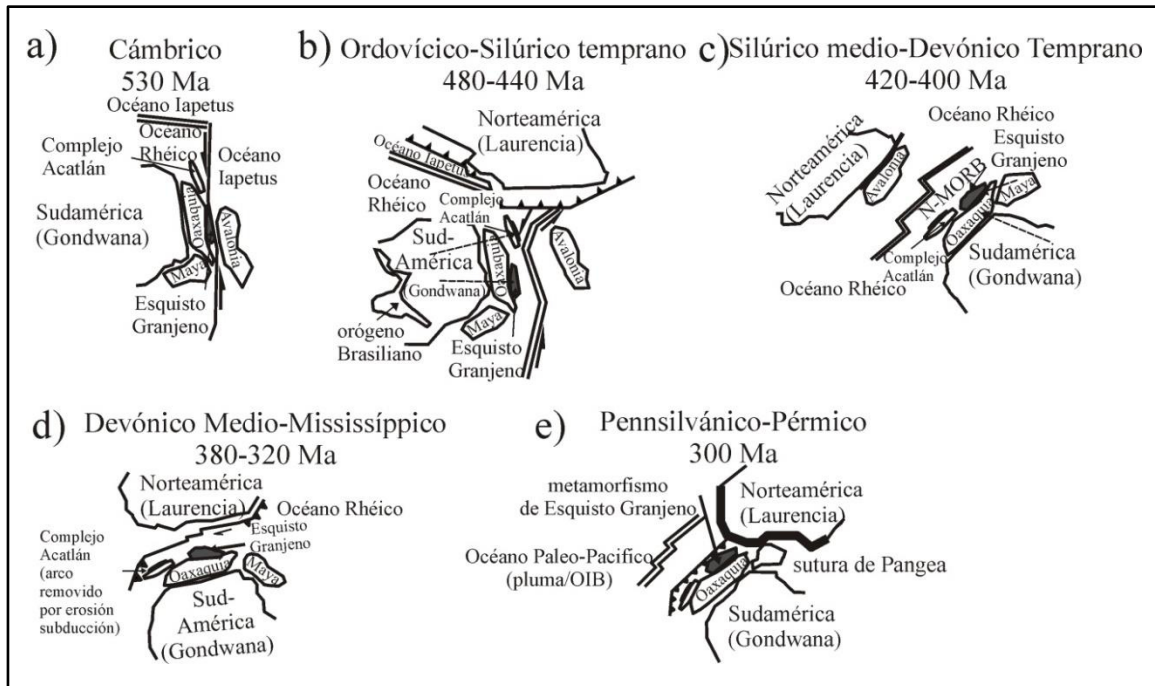 a)
Cámbrico
530 Ma
Océano Iapetus
Océano
Rhéico
Complejo
Acatlán
Océano
Iapetus
Sudamérica
(Gondwana)
Oaxaquia
Avalonia
Maya
Esquisto
Granjeno
b)
Ordovícico-Silúrico temprano
480-440 Ma
Norteamérica
(Laurencia)
Océano Iapetus
Océano
Rhéico
Complejo
Acatlán
Sud-
América
(Gondwana)
Oaxaquia
Avalonia
Maya
orógeno
Brasiliano
Esquisto
Granjeno
c)
Silúrico medio-Devónico Temprano
420-400 Ma
Norteamérica
(Laurencia)
Avalonia
Océano Rhéico
Esquisto
Granjeno
N-MORB
Maya
Oaxaquia
Complejo
Acatlán
Sudamérica
(Gondwana)
Océano Rhéico
d)
Devónico Medio-Mississíppico
380-320 Ma
Norteamérica
(Laurencia)
Océano Rhéico
Esquisto
Granjeno
Complejo
Acatlán
(arco
removido
por erosión
subducción)
Oaxaquia
Maya
Sud-
América
(Gondwana)
e)
Pennsilvánico-Pérmico
300 Ma
metamorfismo
de Esquisto Granjeno
Norteamérica
(Laurencia)
Océano Paleo-Pacifico
(pluma/OIB)
Oaxaquia
sutura de Pangea
Sudamérica
(Gondwana)